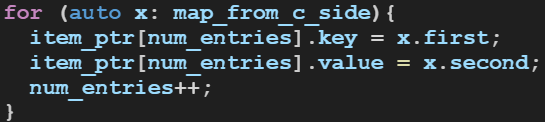 for (auto x: map_from_c_side){
  item_ptr[num_entries].key = x.first;
  item_ptr[num_entries].value = x.second;
  num_entries++;
}